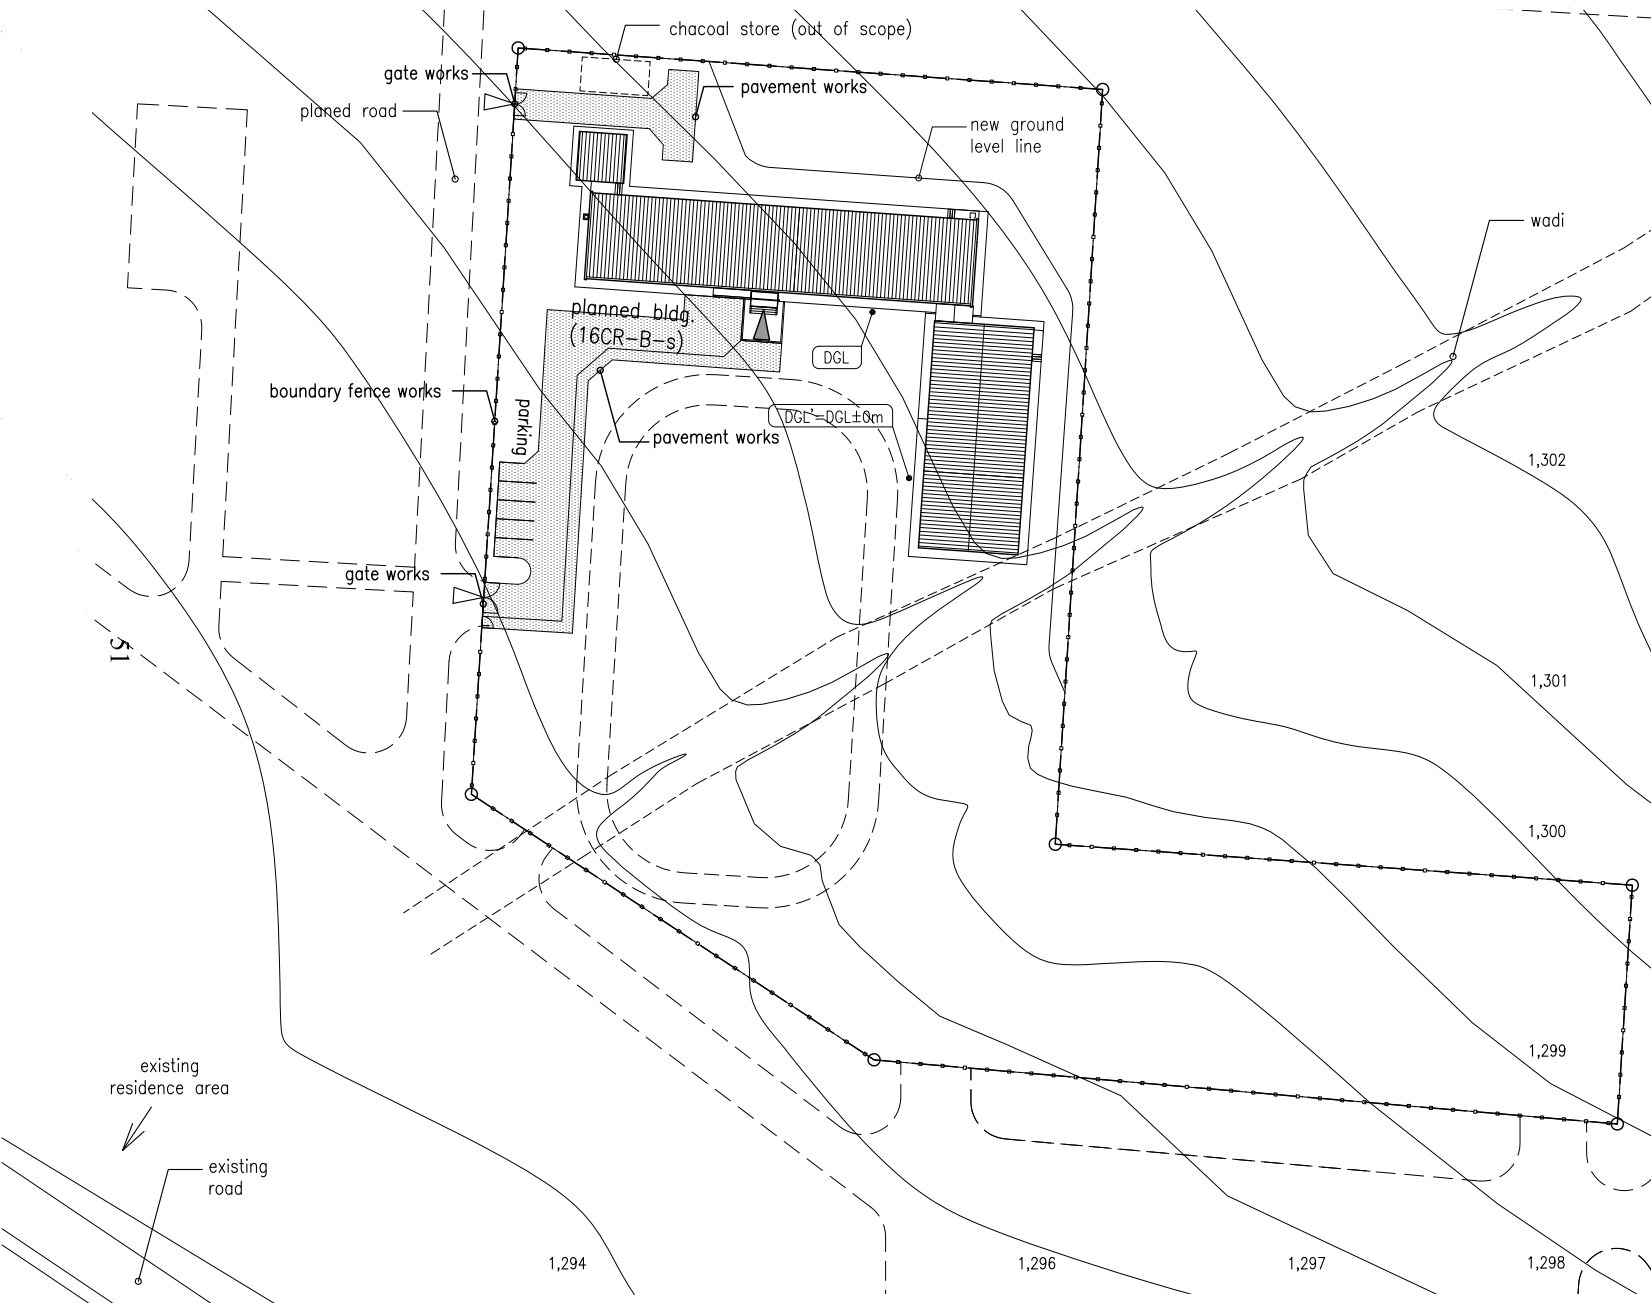 chacoal store (out of scope)
gate works
pavement works
planed road
new ground
level line
wadi
planned bldg.
(16CR-B-s)
DGL
boundary fence works
parking
DGL'=DGL±0m
pavement works
1,302
gate works
51
1,301
1,300
1,299
existing
residence area
existing
road
1,294
1,296
1,297
1,298